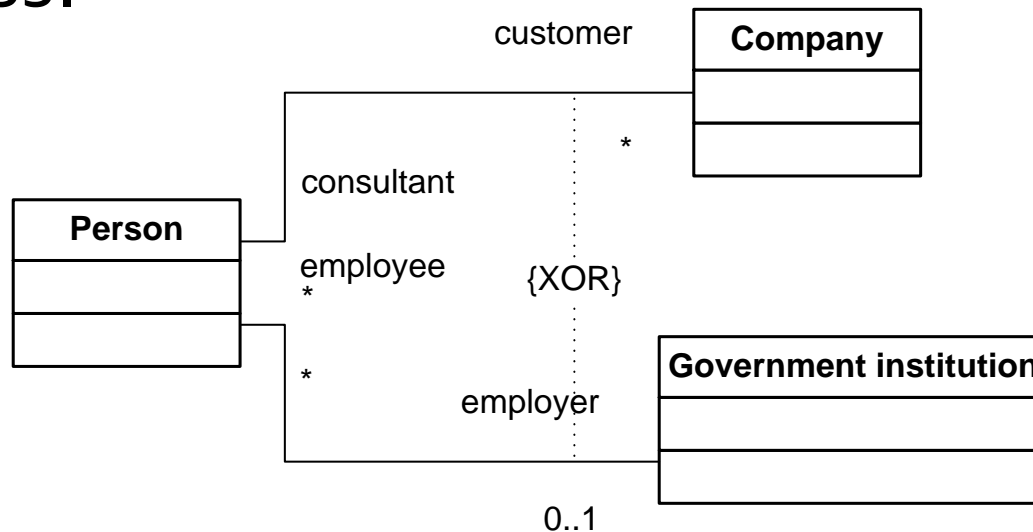 customer
Company
*
consultant
Person
employee
*
{XOR}
*
Government institution
employer
0..1